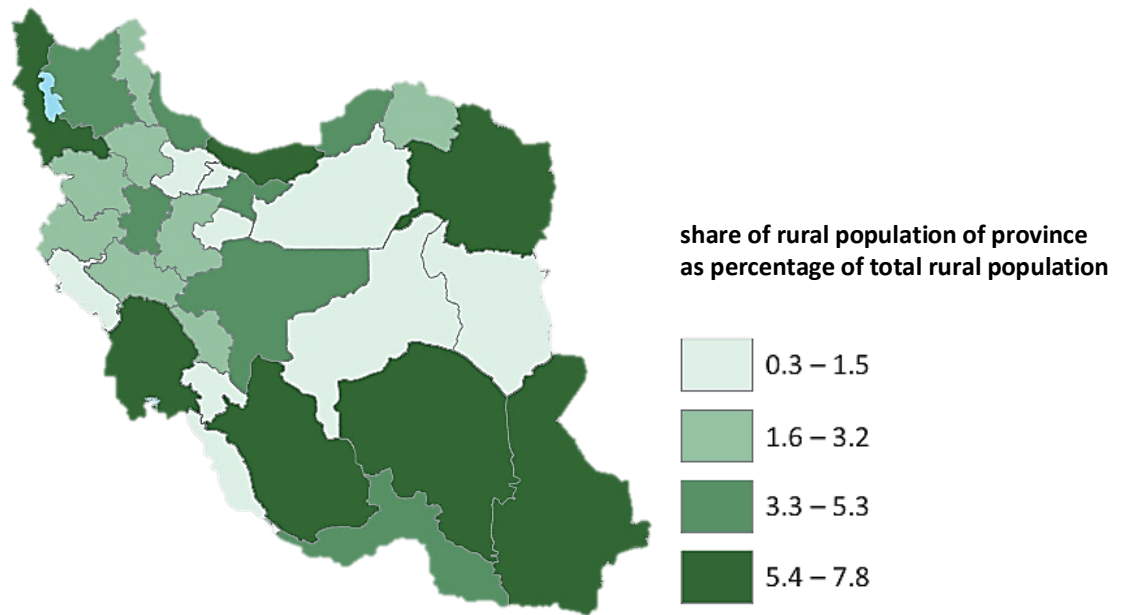 share of rural population of province
as percentage of total rural population
0.3 – 1.5
1.6 – 3.2
3.3 – 5.3
5.4 – 7.8